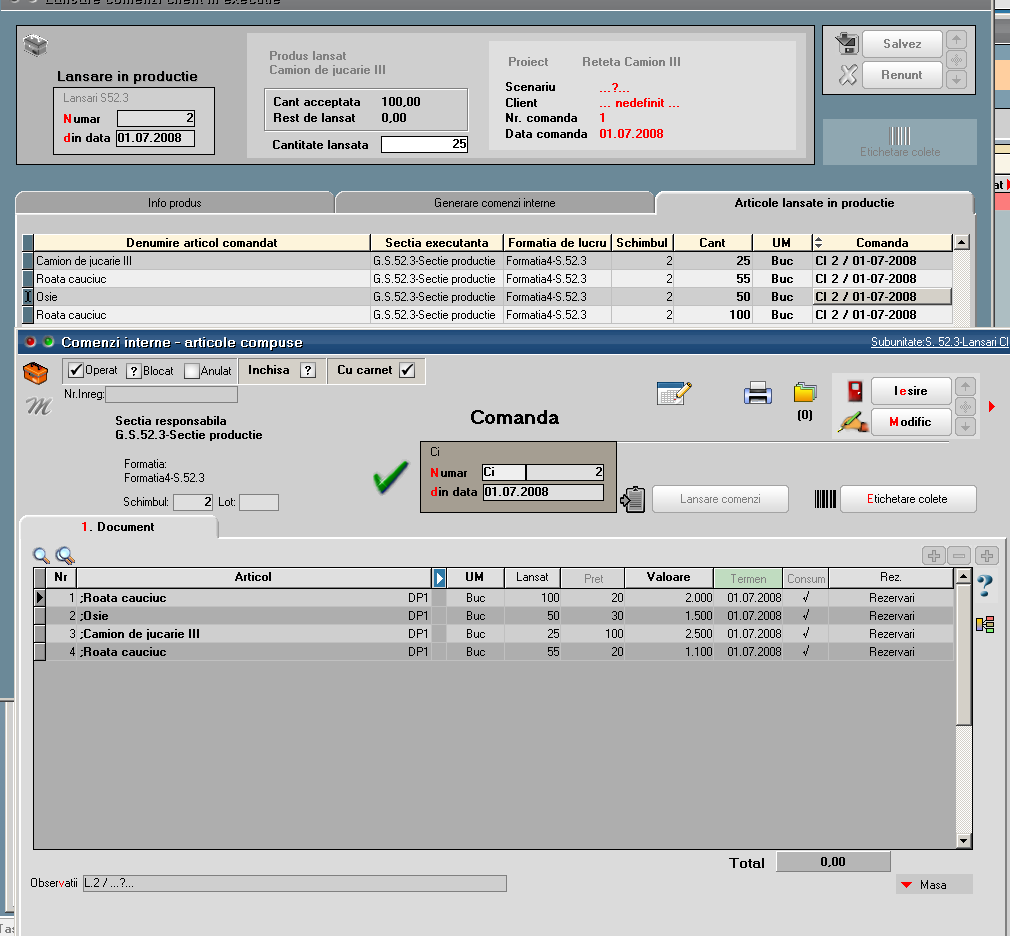 Lansare comenzi client in executie
Lansare in productie
Lansari S52.3
Numar 2
din data 01.07.2008
Produs lansat
Camion de jucarie III
Cant acceptata 100,00
Rest de lansat 0,00
Cantitate lansata 25
Proiect Reteta Camion III
Scenariu ...?...
Client ... nedefinit ...
Nr. comanda 1
Data comanda 01.07.2008
Salvez
Renunt
Etichetare colete
Info produs Generare comenzi interne Articole lansate in productie
at
Denumire articol comandat Sectia executanta Formatia de lucru Schimbul Cant UM Comanda
Camion de jucarie III G.S.52.3-Sectie productie Formatia4-S.52.3 2 25 Buc CI 2 / 01-07-2008
Roata cauciuc G.S.52.3-Sectie productie Formatia4-S.52.3 2 55 Buc CI 2 / 01-07-2008
Osie G.S.52.3-Sectie productie Formatia4-S.52.3 2 50 Buc CI 2 / 01-07-2008
Roata cauciuc G.S.52.3-Sectie productie Formatia4-S.52.3 2 100 Buc CI 2 / 01-07-2008
Comenzi interne - articole compuse Subunitate:S. 52.3-Lansari Cl
Operat ? Blocat Anulat Inchisa ? Cu carnet
Nr.Inreg:
Sectia responsabila
G.S.52.3-Sectie productie
Formatia:
Formatia4-S.52.3
Schimbul: 2 Lot:
Comanda
Ci
Numar Ci 2
din data 01.07.2008
(0)
Iesire
Modific
Lansare comenzi
Etichetare colete
1. Document
Nr Articol UM Lansat Pret Valoare Termen Consum Rez.
1 ;Roata cauciuc DP1 Buc 100 20 2.000 01.07.2008 √ Rezervari
2 ;Osie DP1 Buc 50 30 1.500 01.07.2008 √ Rezervari
3 ;Camion de jucarie III DP1 Buc 25 100 2.500 01.07.2008 √ Rezervari
4 ;Roata cauciuc DP1 Buc 55 20 1.100 01.07.2008 √ Rezervari
?
Total 0,00
Observatii L.2 / ...?...
Masa
Tas